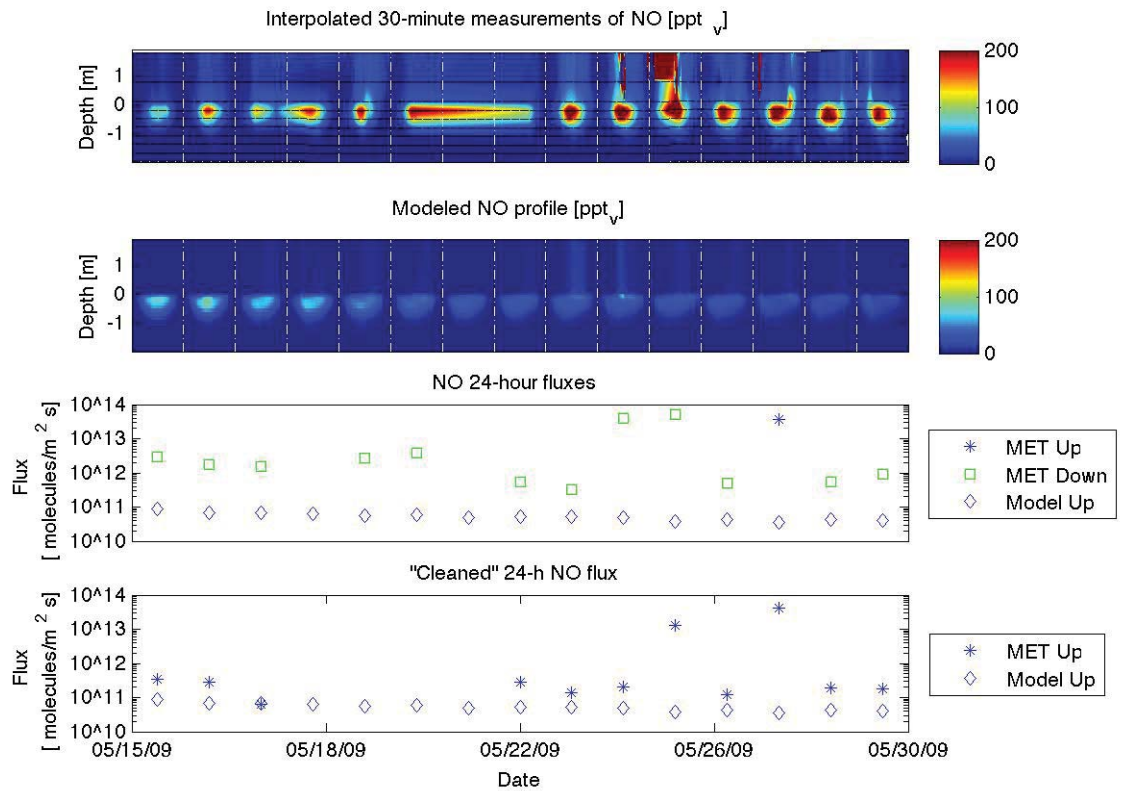 Interpolated 30-minute measurements of NO [ppt v]
Depth [m]
1
0
-1
200
100
0
Modeled NO profile [ppt v]
Depth [m]
1
0
-1
200
100
0
NO 24-hour fluxes
Flux
[ molecules/m 2 s]
10^14
10^13
10^12
10^11
10^10
MET Up
MET Down
Model Up
"Cleaned" 24-h NO flux
Flux
[ molecules/m 2 s]
10^14
10^13
10^12
10^11
10^10
MET Up
Model Up
05/15/09 05/18/09 05/22/09 05/26/09 05/30/09
Date